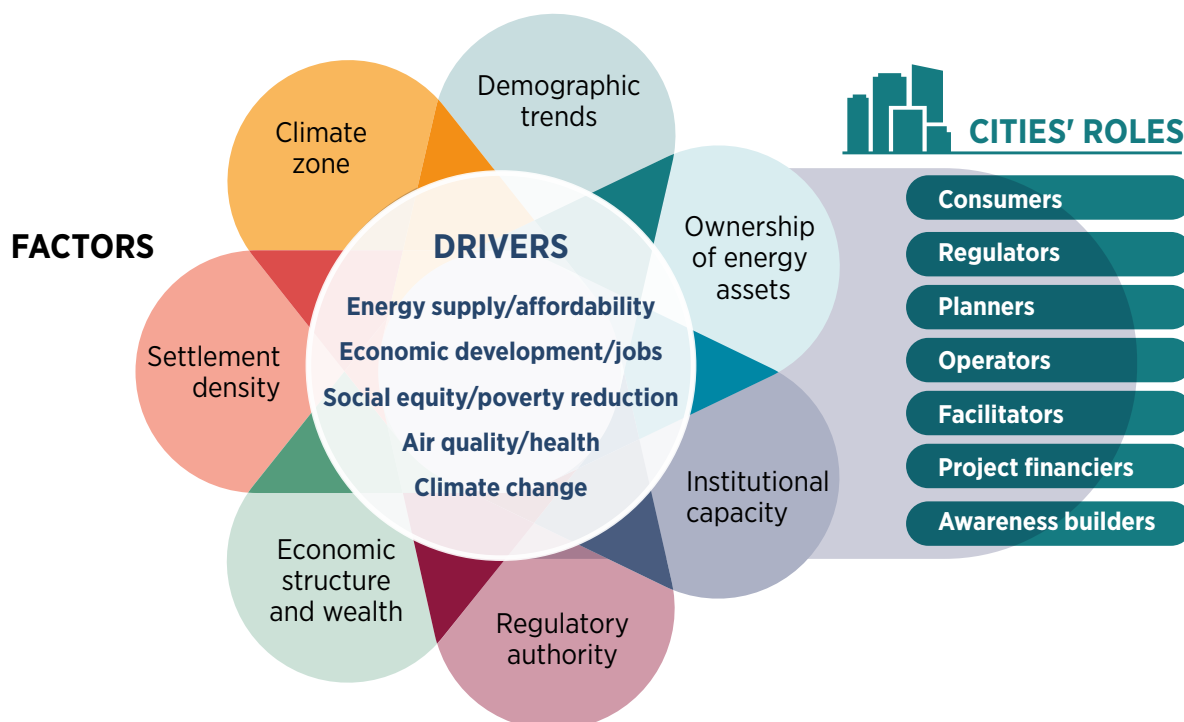 FACTORS
Demographic
trends
Climate
zone
Ownership
of energy
assets
Settlement
density
Institutional
capacity
Economic
structure
and wealth
Regulatory
authority
DRIVERS
Energy supply/affordability
Economic development/jobs
Social equity/poverty reduction
Air quality/health
Climate change
CITIES' ROLES
Consumers
Regulators
Planners
Operators
Facilitators
Project financiers
Awareness builders